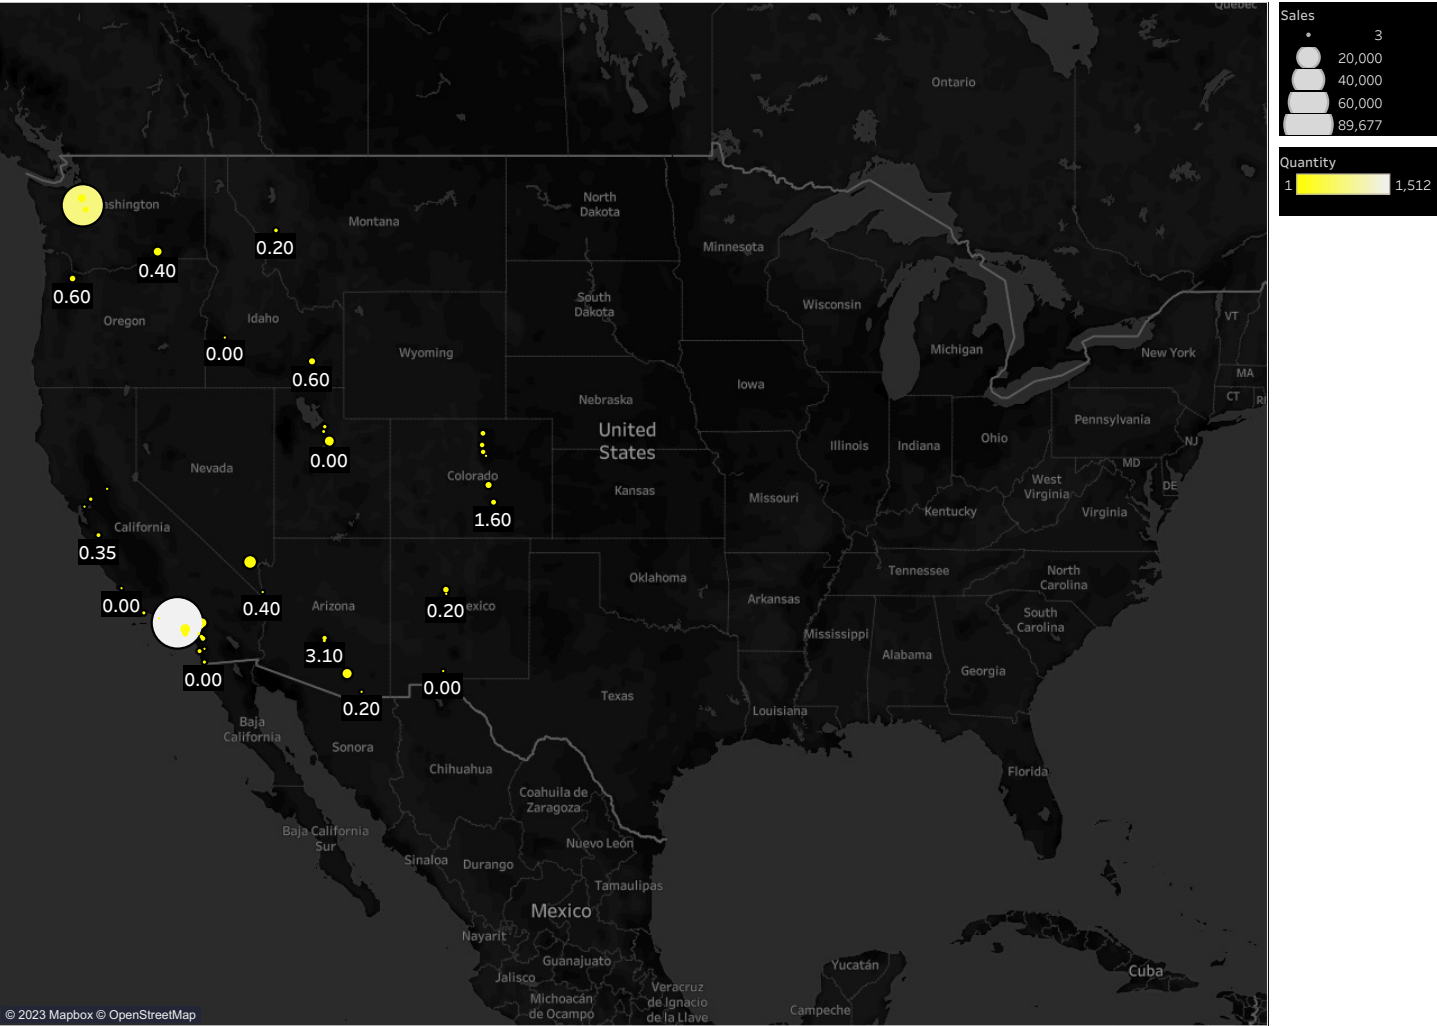 Quebec
Ontario
ashington
Montana
North
Dakota
Minnesota
0.20
0.40
0.60
Oregon
Idaho
South
Dakota
Wisconsin
VT
0.00
Wyoming
Michigan
New York
0.60
MA
Iowa
Nebraska
CT
RI
Pennsylvania
United
States
Illinois
Indiana
Ohio
NJ
0.00
Nevada
Colorado
MD
Kansas
Missouri
West
Virginia
DE
1.60
Kentucky
Virginia
California
0.35
Oklahoma
Tennessee
North
Carolina
0.00
0.40
Arizona
0.20
exico
Arkansas
South
Carolina
Mississippi
3.10
Alabama
Georgia
0.00
0.00
Texas
0.20
Louisiana
Baja
California
Sonora
Chihuahua
Florida
Coahuila de
Zaragoza
Baja California
Sur
Nuevo León
Sinaloa
Durango
Tamaulipas
Mexico
Nayarit
Guanajuato
Yucatán
Jalisco
Cuba
Michoacán
de Ocampo
Veracruz
de Ignacio
de la Llave
Campeche
© 2023 Mapbox © OpenStreetMap
Sales
3
20,000
40,000
60,000
89,677
Quantity
1
1,512